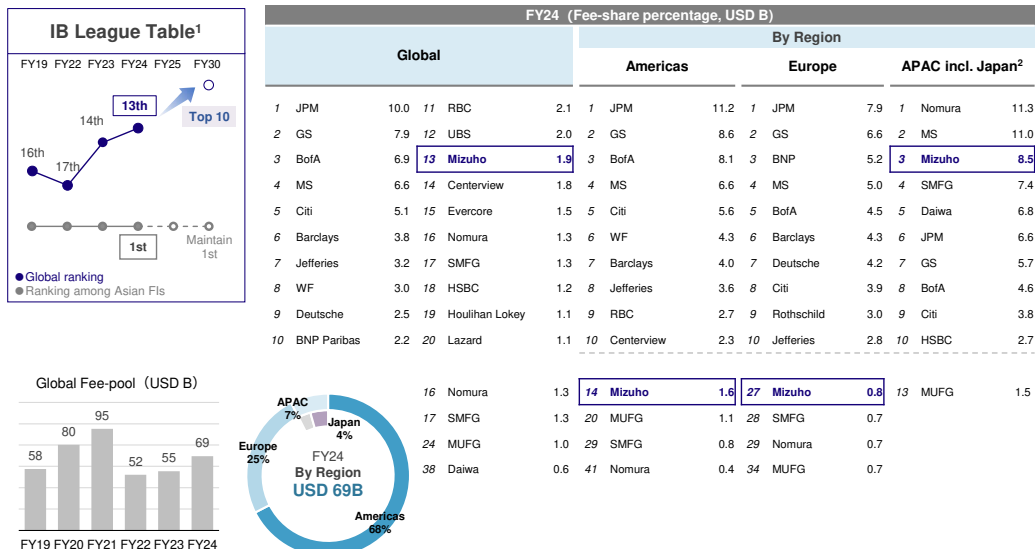 IB League Table1
FY19 FY22 FY23 FY24 FY25 FY30
16th
17th
14th
13th
Top 10
1st
Maintain
1st
Global ranking
Ranking among Asian FIs
FY24 (Fee-share percentage, USD B)
Global
By Region
Americas Europe APAC incl. Japan2
1 JPM 10.0 11 RBC 2.1 1 JPM 11.2 1 JPM 7.9 1 Nomura 11.3
2 GS 7.9 12 UBS 2.0 2 GS 8.6 2 GS 6.6 2 MS 11.0
3 BofA 6.9 13 Mizuho 1.9 3 BofA 8.1 3 BNP 5.2 3 Mizuho 8.5
4 MS 6.6 14 Centerview 1.8 4 MS 6.6 4 MS 5.0 4 SMFG 7.4
5 Citi 5.1 15 Evercore 1.5 5 Citi 5.6 5 BofA 4.5 5 Daiwa 6.8
6 Barclays 3.8 16 Nomura 1.3 6 WF 4.3 6 Barclays 4.3 6 JPM 6.6
7 Jefferies 3.2 17 SMFG 1.3 7 Barclays 4.0 7 Deutsche 4.2 7 GS 5.7
8 WF 3.0 18 HSBC 1.2 8 Jefferies 3.6 8 Citi 3.9 8 BofA 4.6
9 Deutsche 2.5 19 Houlihan Lokey 1.1 9 RBC 2.7 9 Rothschild 3.0 9 Citi 3.8
10 BNP Paribas 2.2 20 Lazard 1.1 10 Centerview 2.3 10 Jefferies 2.8 10 HSBC 2.7
16 Nomura 1.3 14 Mizuho 1.6 27 Mizuho 0.8 13 MUFG 1.5
17 SMFG 1.3 20 MUFG 1.1 28 SMFG 0.7
24 MUFG 1.0 29 SMFG 0.8 29 Nomura 0.7
38 Daiwa 0.6 41 Nomura 0.4 34 MUFG 0.7
Global Fee-pool (USD B)
58 80 95 52 55 69
FY19 FY20 FY21 FY22 FY23 FY24
APAC
7%
Japan
4%
Europe
25%
FY24
By Region
USD 69B
Americas
68%